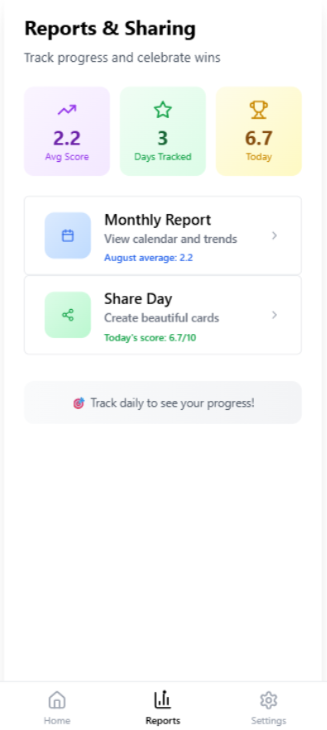 Reports & Sharing
Track progress and celebrate wins
2.2
Avg Score
3
Days Tracked
6.7
Today
Monthly Report
View calendar and trends
August average: 2.2
Share Day
Create beautiful cards
Today's score: 6.7/10
🎯 Track daily to see your progress!
Home
Reports
Settings